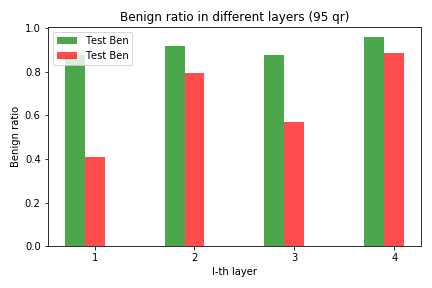 Benign ratio in different layers (95 qr)
Test Ben
Test Ben
Benign ratio
1.0
0.8
0.6
0.4
0.2
0.0
1 2 3 4
l-th layer